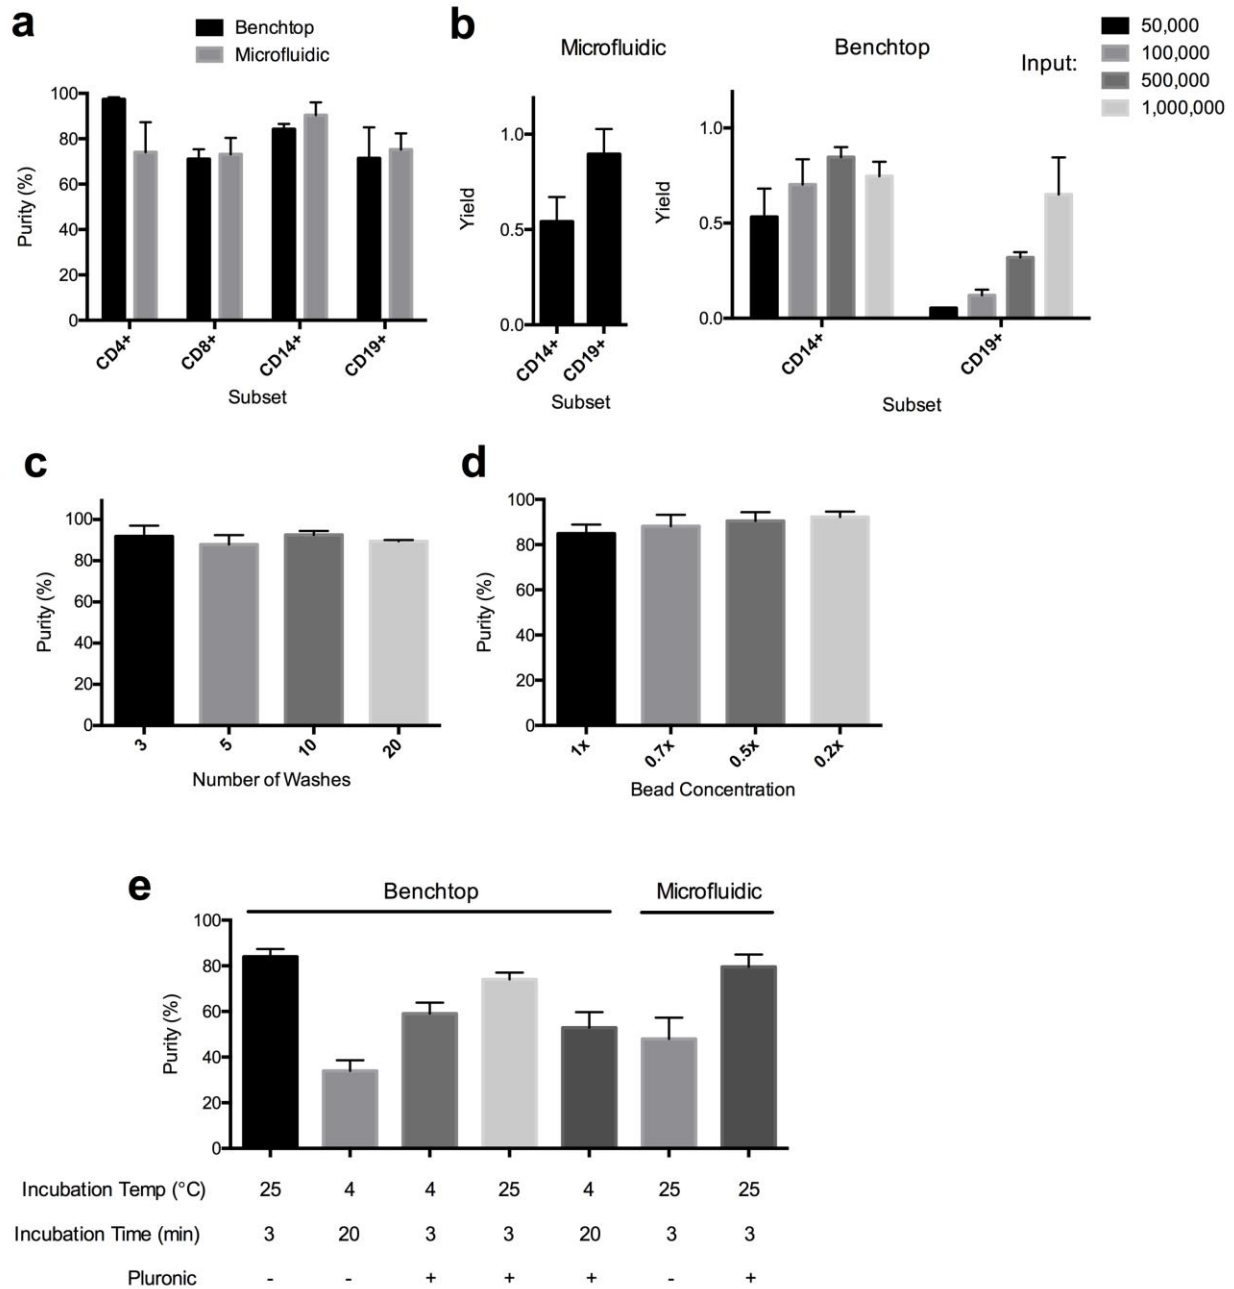 a
Benchtop
Microfluidic
100
80
60
40
20
0
Purity (%)
CD4+ CD8+ CD14+ CD19+
Subset
b
Microfluidic
1.0
0.5
0.0
Yield
CD14+ CD19+
Subset
Benchtop
1.0
0.5
0.0
Yield
CD14+ CD19+
Subset
Input:
50,000
100,000
500,000
1,000,000
c
100
80
60
40
20
0
Purity (%)
3 5 10 20
Number of Washes
d
100
80
60
40
20
0
Purity (%)
1x 0.7x 0.5x 0.2x
Bead Concentration
e
Benchtop Microfluidic
100
80
60
40
20
0
Purity (%)
Incubation Temp (°C) 25 4 4 25 4 25 25
Incubation Time (min) 3 20 3 3 20 3 3
Pluronic - - + + + - +